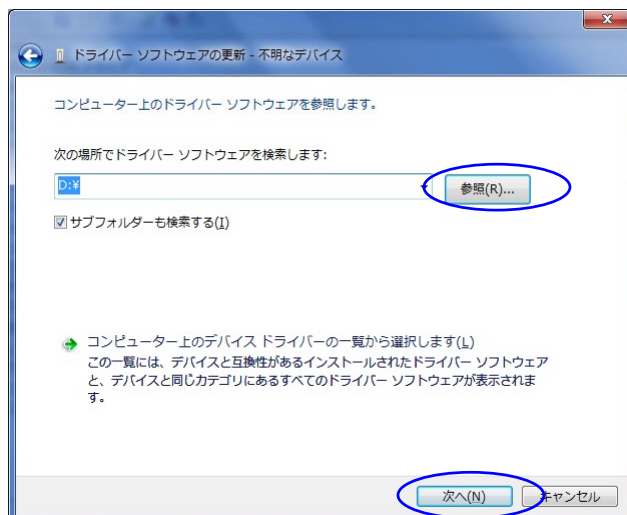 ドライバー ソフトウェアの更新 - 不明なデバイス
コンピューター上のドライバー ソフトウェアを参照します。
次の場所でドライバー ソフトウェアを検索します:
D:¥
参照(R)...
サブフォルダーも検索する(I)
コンピューター上のデバイス ドライバーの一覧から選択します(L)
この一覧には、デバイスと互換性があるインストールされたドライバー ソフトウェア
と、デバイスと同じカテゴリにあるすべてのドライバー ソフトウェアが表示されま
す。
次へ(N)
キャンセル